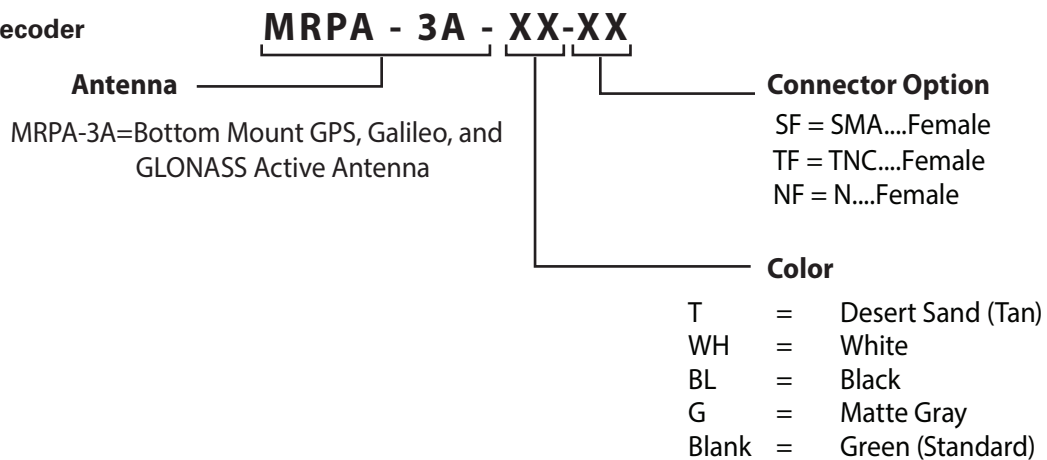 ecoder MRPA - 3A - XX-XX
Antenna
MRPA-3A=Bottom Mount GPS, Galileo, and
GLONASS Active Antenna
Connector Option
SF = SMA....Female
TF = TNC....Female
NF = N....Female
Color
T = Desert Sand (Tan)
WH = White
BL = Black
G = Matte Gray
Blank = Green (Standard)